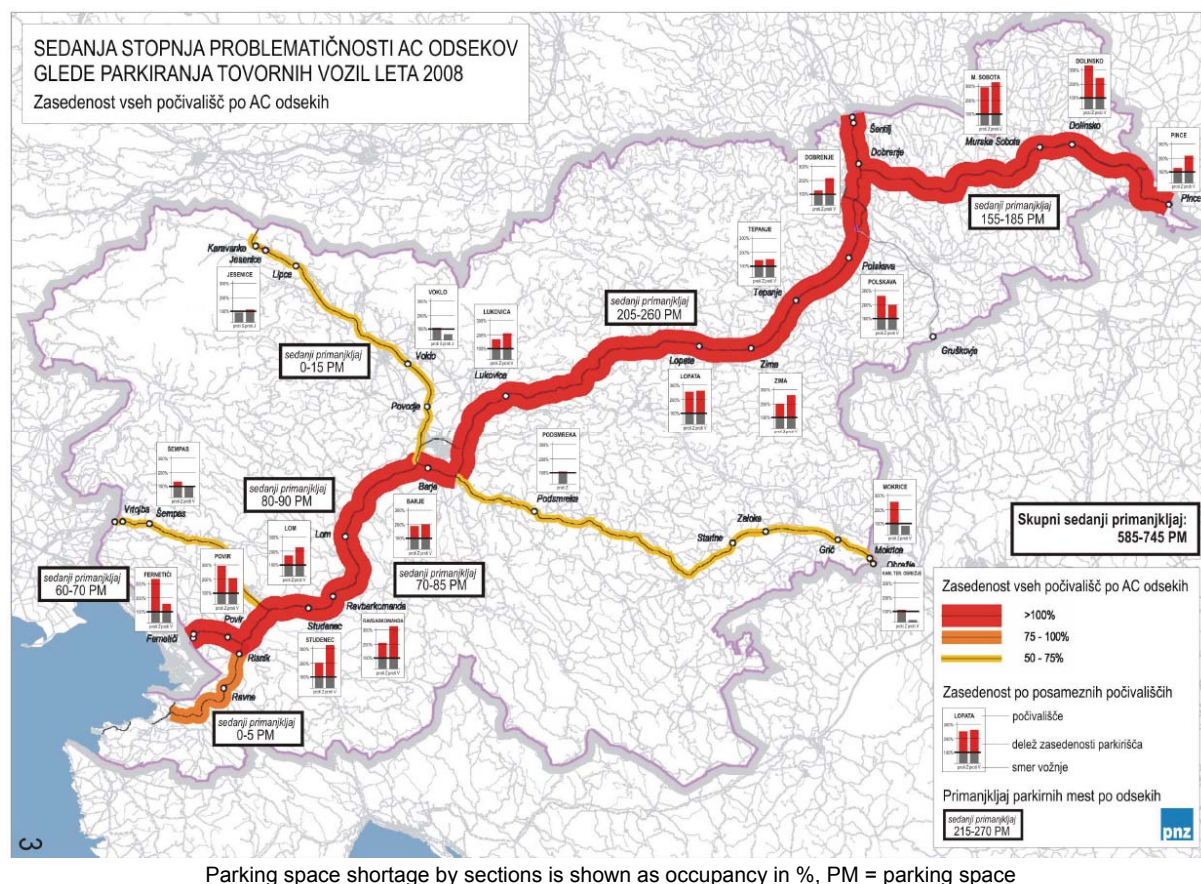 SEDANJA STOPNJA PROBLEMATIČNOSTI AC ODSEKOV
GLEDE PARKIRANJA TOVORNIH VOZIL LETA 2008
Zasedenost vseh počivališč po AC odsekih
M. SOBOTA
DOLINSKO
Šentilj
Murska Sobota
Dolinsko
Dobrenje
DOBRENJE
PINCE
Pince
sedanji primanjkljaj
155-185 PM
Karavanke
Jesenice
Lipce
JESENICE
TEPANJE
Polskava
POLSKAVA
Tepanje
VOKLO
LUKOVICA
sedanji primanjkljaj
205-260 PM
sedanji primanjkljaj
0-15 PM
Voklo
Lukovica
Lopata
Zima
Gruškovje
LOPATA
ZIMA
Povodje
ŠEMPAS
PODSMREKA
sedanji primanjkljaj
80-90 PM
Barje
Podsmreka
MOKRICE
Vrtojba
Šempas
BARJE
Zaloke
Starine
Grič
Mokrice
Obrežje
Skupni sedanji primanjkljaj:
585-745 PM
LOM
Lom
POVIR
sedanji primanjkljaj
60-70 PM
FERNETIČI
sedanji primanjkljaj
70-85 PM
Ravbarkomanda
Studenec
Povir
Fernetiči
STUDENEC
RAVBARKOMANDA
Ravne
sedanji primanjkljaj
0-5 PM
Zasedenost vseh počivališč po AC odsekih
>100%
75 - 100%
50 - 75%
Zasedenost po posameznih počivališčih
LOPATA
počivališče
delež zasedenosti parkirišča
smer vožnje
Primanjkljaj parkirnih mest po odsekih
sedanji primanjkljaj
215-270 PM
pnz
3
Parking space shortage by sections is shown as occupancy in %, PM = parking space